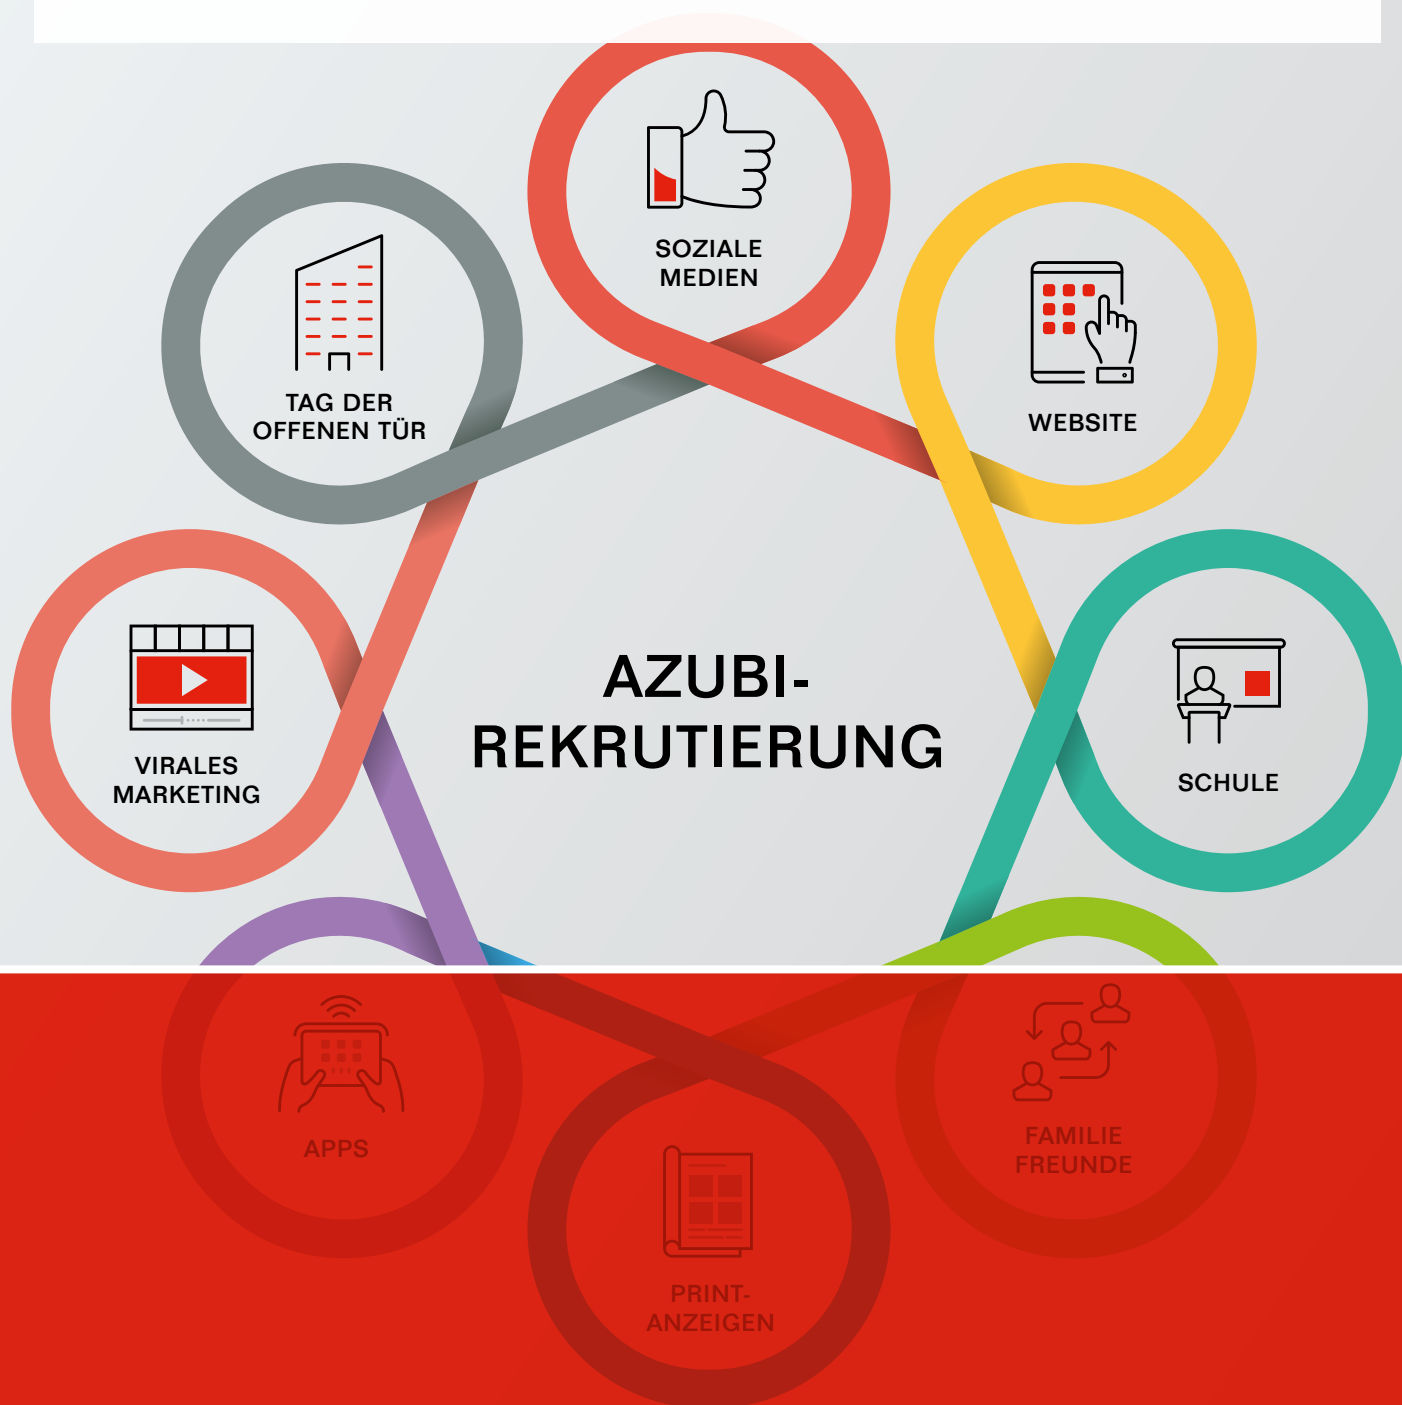 SOZIALE
MEDIEN
TAG DER
OFFENEN TÜR
WEBSITE
AZUBI-
REKRUTIERUNG
VIRALES
MARKETING
SCHULE
APPS
FAMILIE
FREUNDE
PRINT-
ANZEIGEN